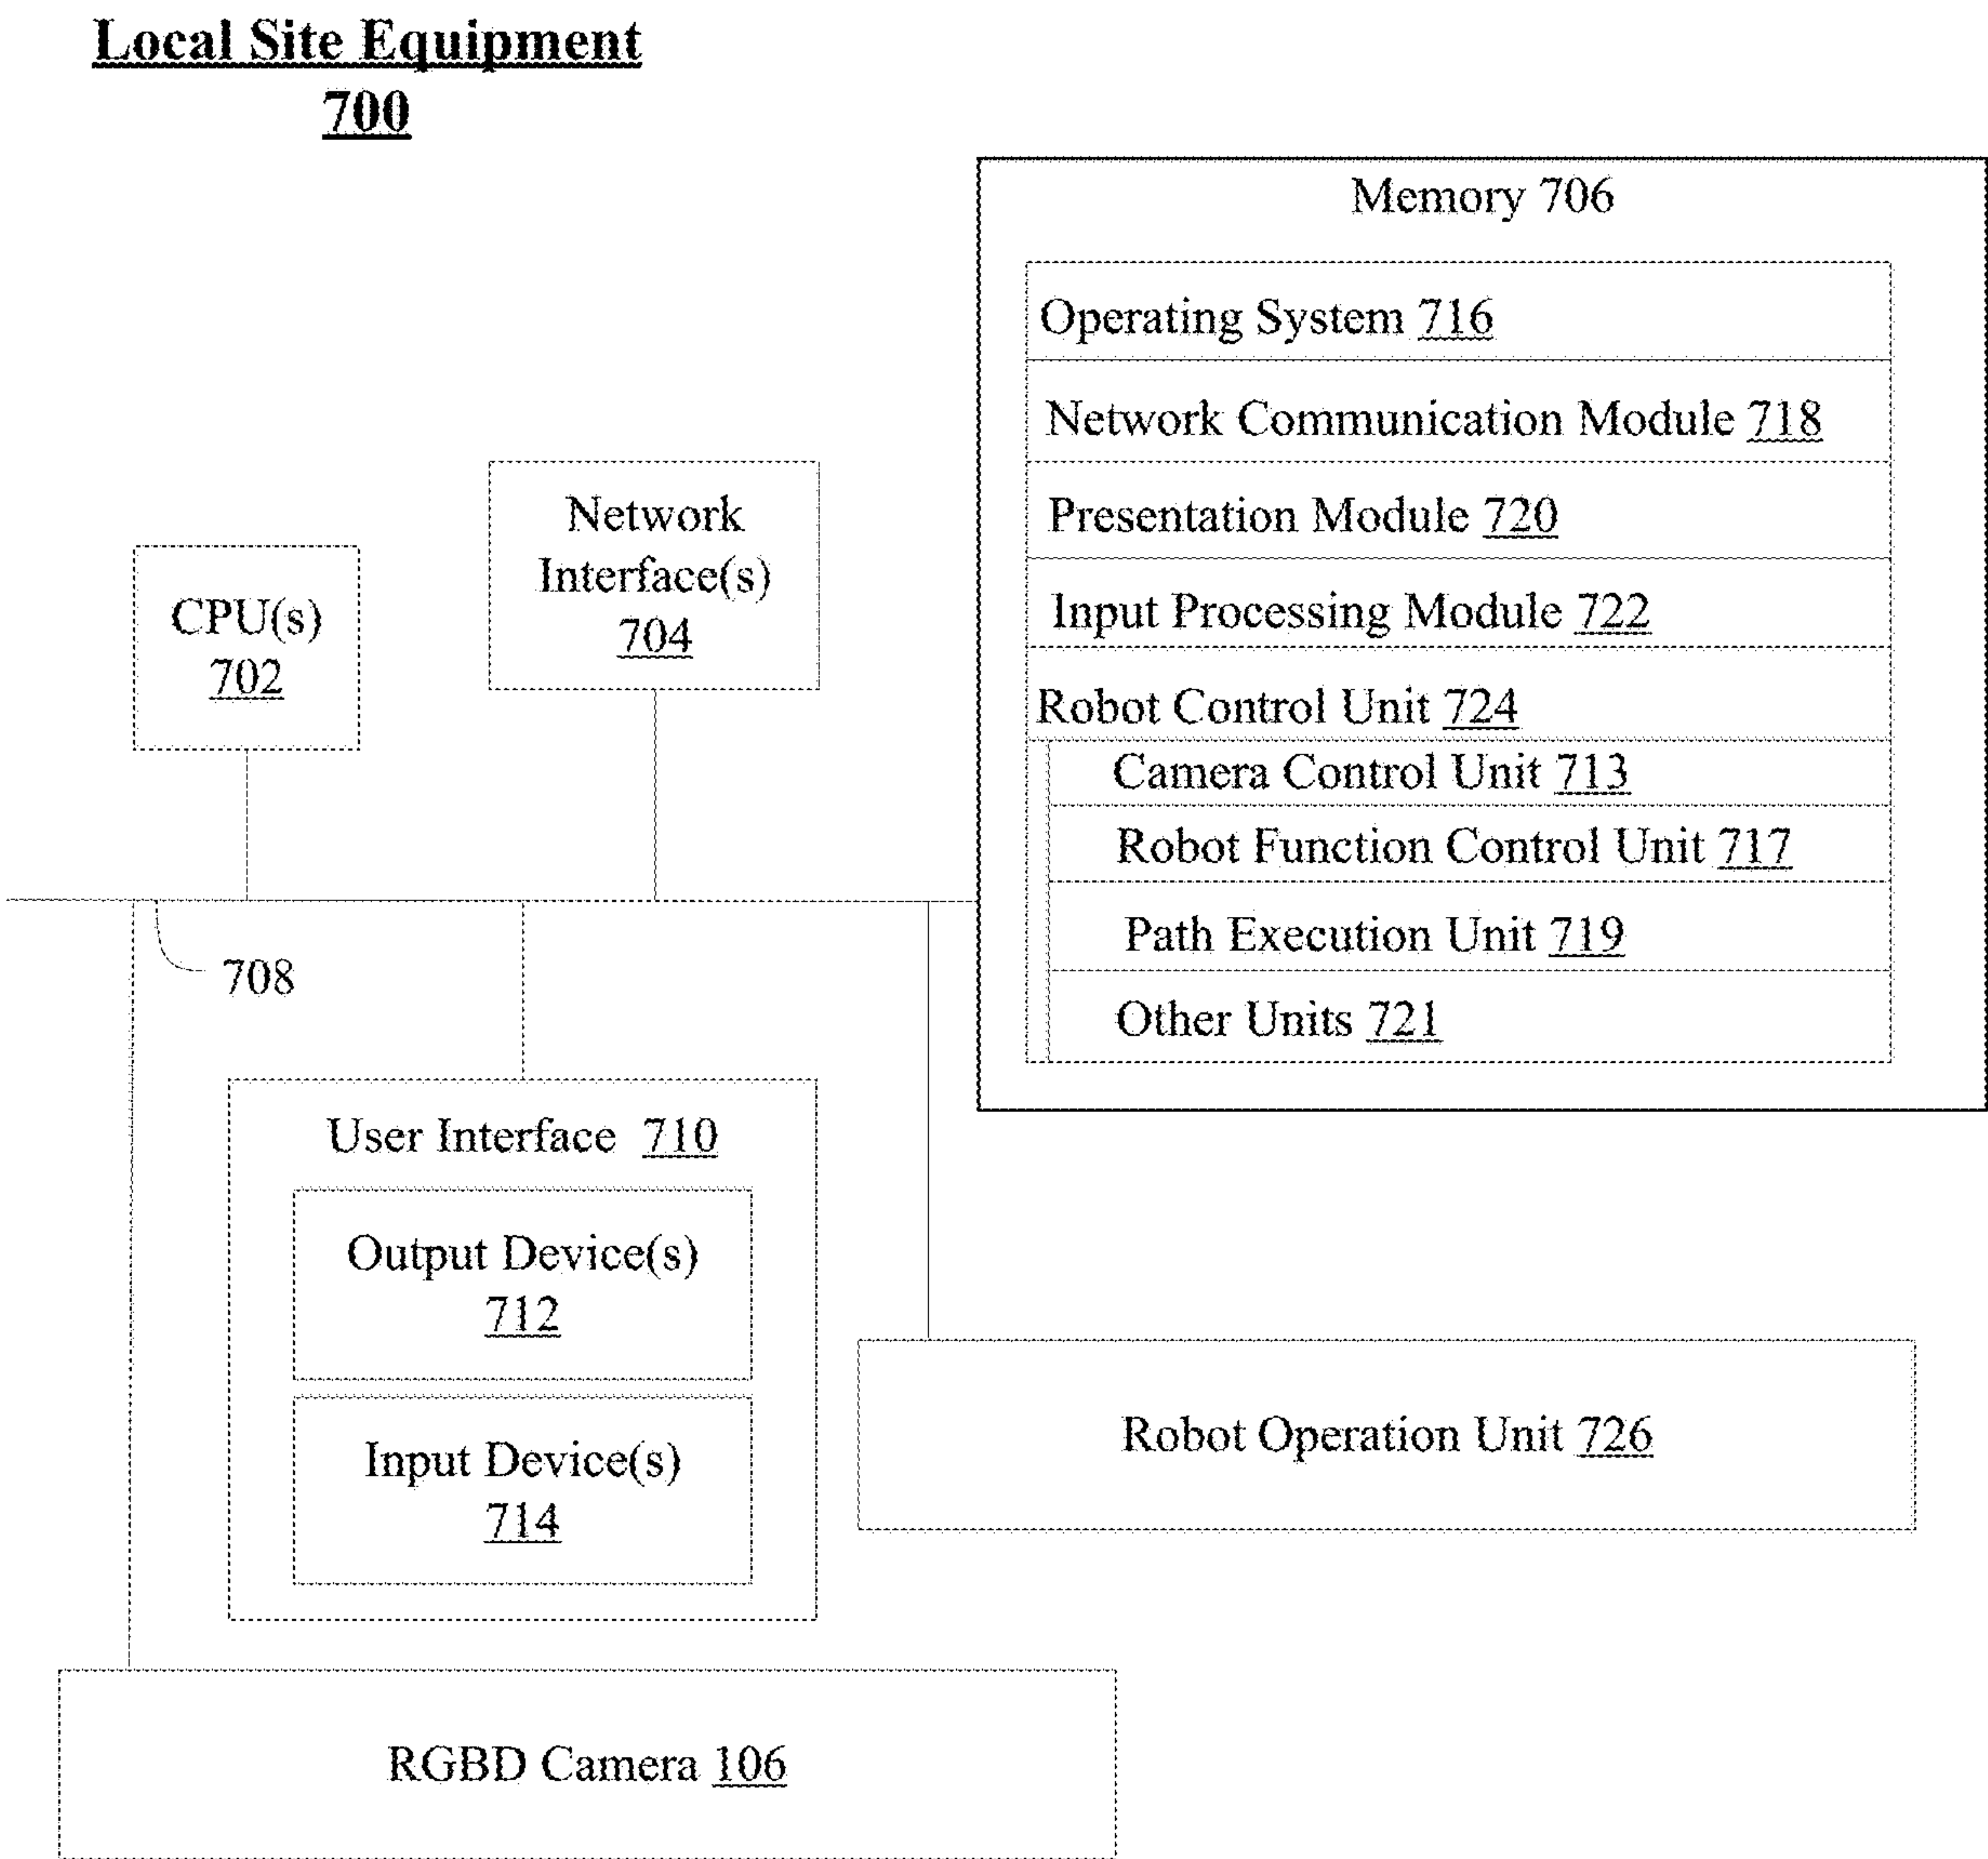 Local Site Equipment
700
Memory 706
Operating System 716
Network Communication Module 718
Presentation Module 720
Input Processing Module 722
Robot Control Unit 724
Camera Control Unit 713
Robot Function Control Unit 717
Path Execution Unit 719
Other Units 721
Network
Interface(s)
704
CPU(s)
702
708
User Interface 710
Output Device(s)
712
Input Device(s)
714
Robot Operation Unit 726
RGBD Camera 106